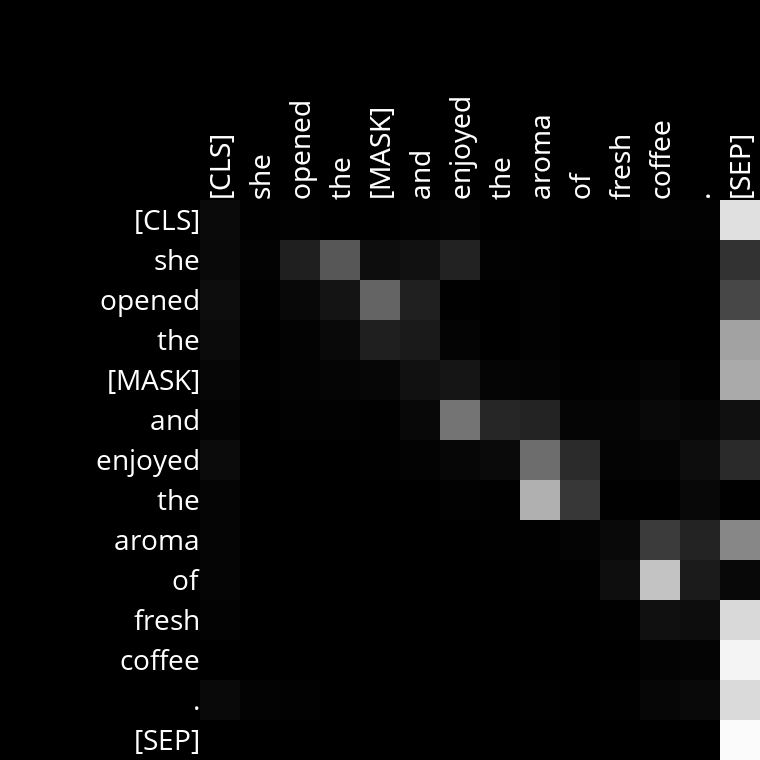 [CLS] she opened the [MASK] and enjoyed the aroma of fresh coffee . [SEP]
[CLS]
she
opened
the
[MASK]
and
enjoyed
the
aroma
of
fresh
coffee
.
[SEP]